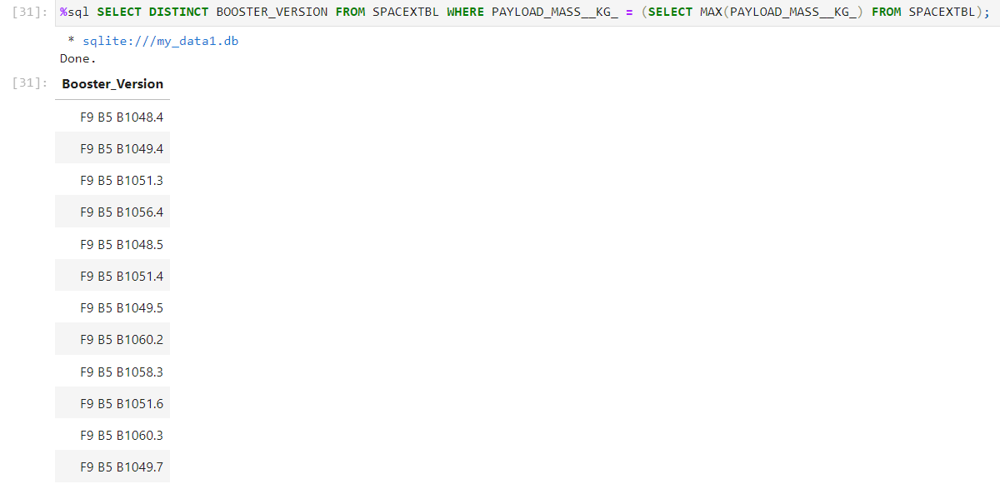 [31]: %sql SELECT DISTINCT BOOSTER_VERSION FROM SPACEXTBL WHERE PAYLOAD_MASS__KG_ = (SELECT MAX(PAYLOAD_MASS__KG_) FROM SPACEXTBL);
* sqlite:///my_data1.db
Done.
[31]: Booster_Version
F9 B5 B1048.4
F9 B5 B1049.4
F9 B5 B1051.3
F9 B5 B1056.4
F9 B5 B1048.5
F9 B5 B1051.4
F9 B5 B1049.5
F9 B5 B1060.2
F9 B5 B1058.3
F9 B5 B1051.6
F9 B5 B1060.3
F9 B5 B1049.7